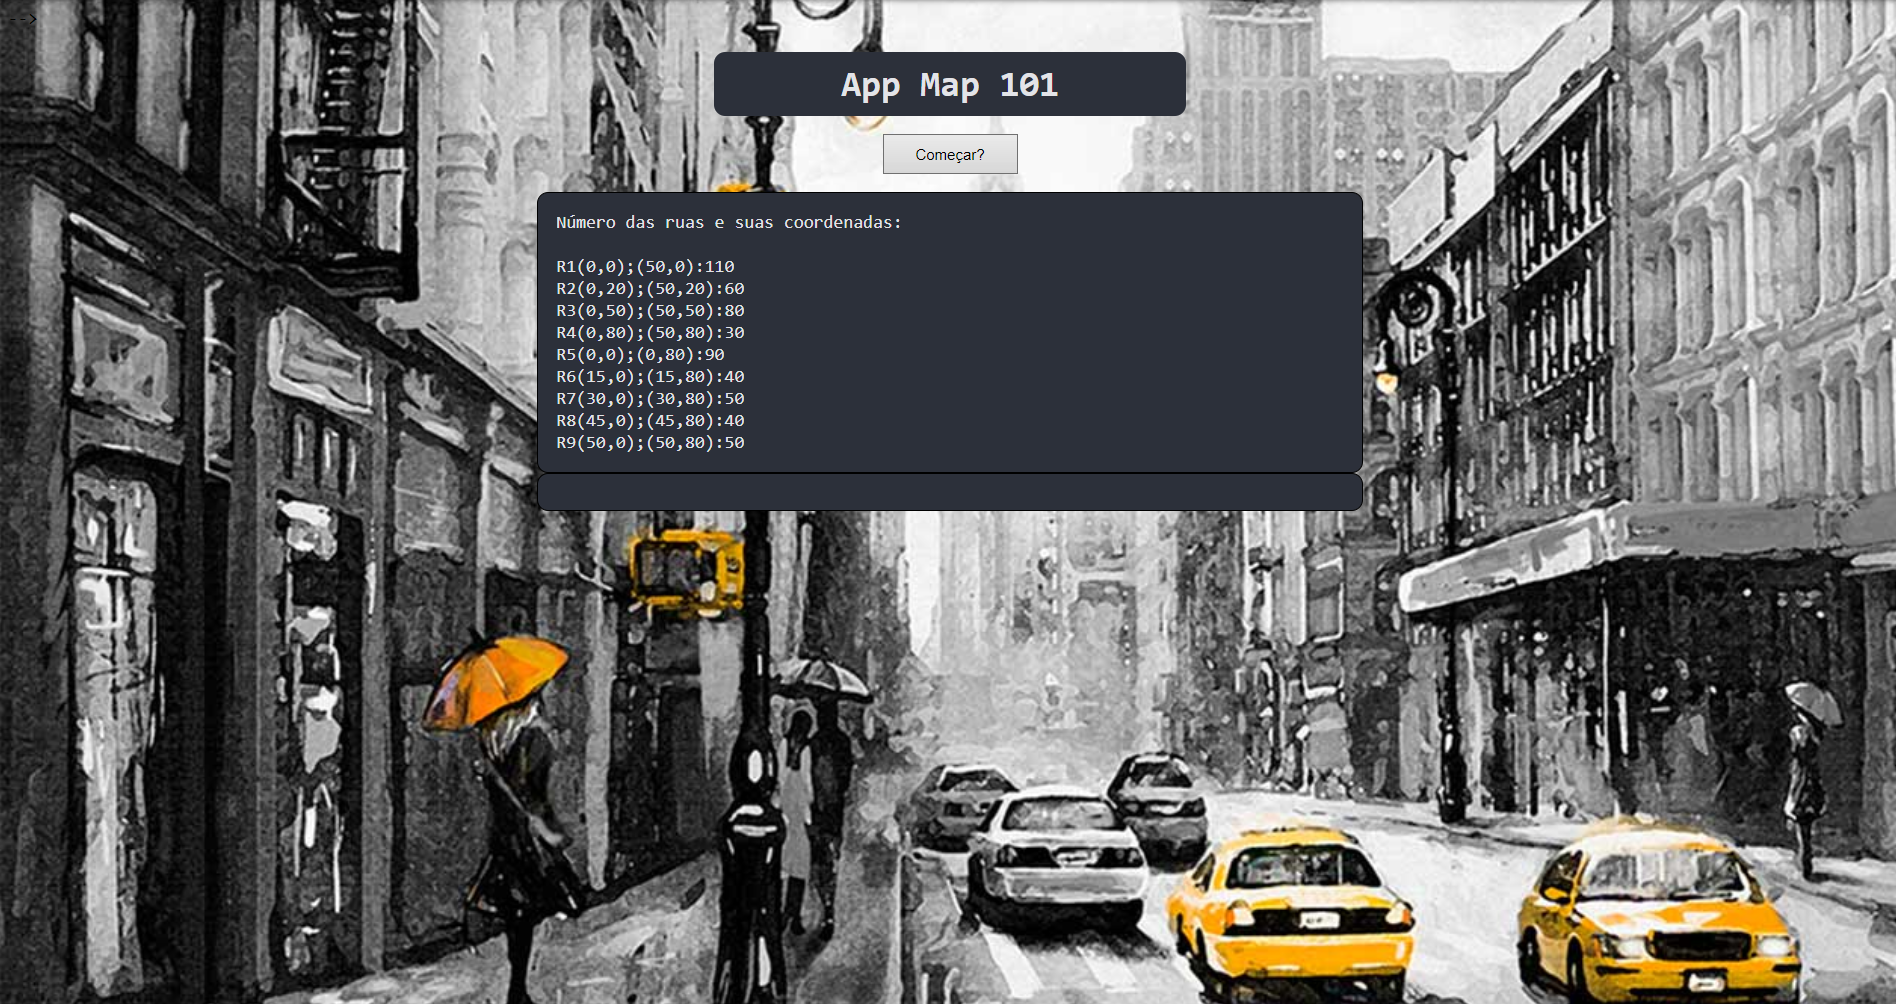 -->
App Map 101
Começar?
Número das ruas e suas coordenadas:
R1(0,0);(50,0):110
R2(0,20);(50,20):60
R3(0,50);(50,50):80
R4(0,80);(50,80):30
R5(0,0);(0,80):90
R6(15,0);(15,80):40
R7(30,0);(30,80):50
R8(45,0);(45,80):40
R9(50,0);(50,80):50